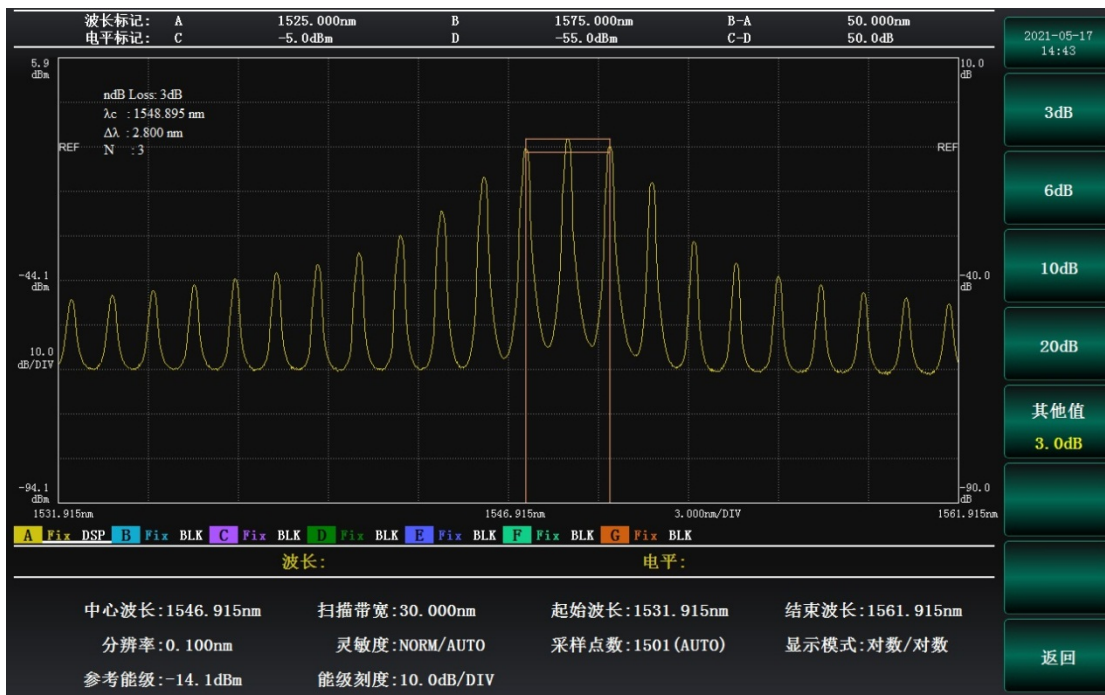 波长标记: A 1525.000nm B 1575.000nm B-A 50.000nm
电平标记: C -5.0dBm D -55.0dBm C-D 50.0dB
2021-05-17
14:43
5.9
dBm
10.0
dB
ndB Loss: 3dB
λc : 1548.895 nm
Δλ : 2.800 nm
N : 3
REF
REF
3dB
6dB
-44.1
dBm
-40.0
dB
10dB
10.0
dB/DIV
20dB
其他值
3.0dB
-94.1
dBm
-90.0
dB
1531.915nm 1546.915nm 3.000nm/DIV 1561.915nm
A Fix DSP B Fix BLK C Fix BLK D Fix BLK E Fix BLK F Fix BLK G Fix BLK
波长: 电平:
中心波长:1546.915nm 扫描带宽:30.000nm 起始波长:1531.915nm 结束波长:1561.915nm
分辨率:0.100nm 灵敏度:NORM/AUTO 采样点数:1501(AUTO) 显示模式:对数/对数
参考能级:-14.1dBm 能级刻度:10.0dB/DIV
返回